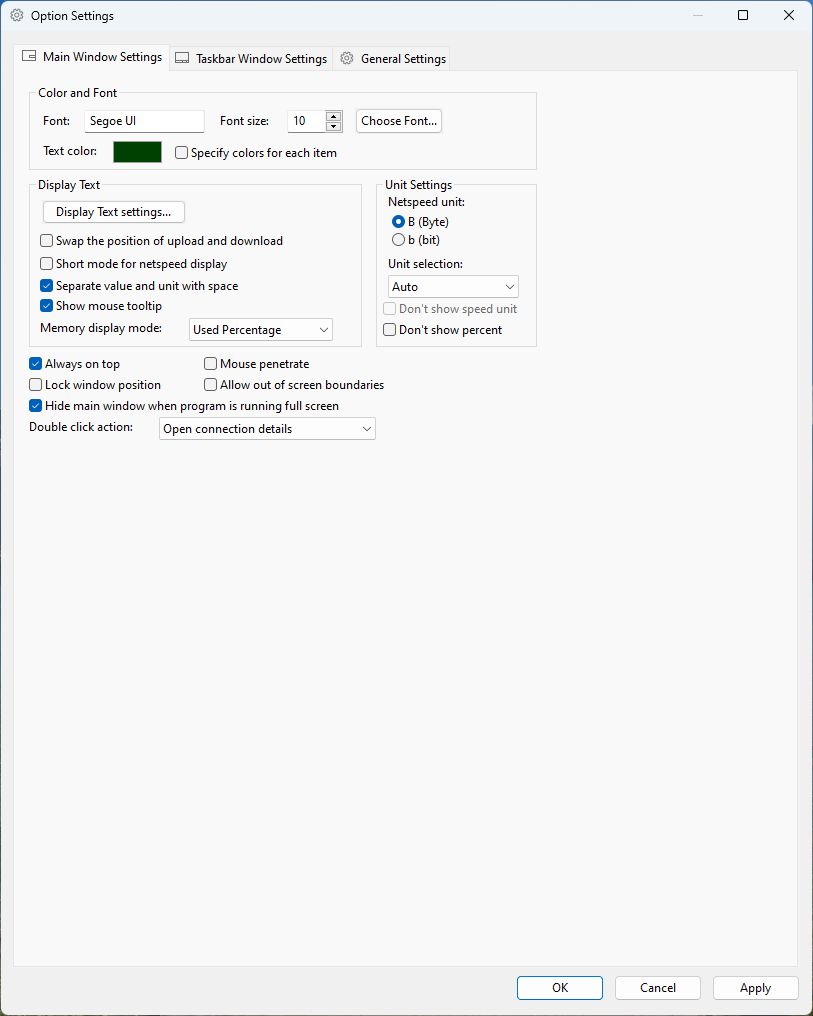 Option Settings
Main Window Settings
Taskbar Window Settings
General Settings
Color and Font
Font:
Segoe UI
Font size:
10
Choose Font...
Text color:
Specify colors for each item
Display Text
Display Text settings...
Swap the position of upload and download
Short mode for netspeed display
Separate value and unit with space
Show mouse tooltip
Memory display mode:
Used Percentage
Unit Settings
Netspeed unit:
B (Byte)
b (bit)
Unit selection:
Auto
Don't show speed unit
Don't show percent
Always on top
Mouse penetrate
Lock window position
Allow out of screen boundaries
Hide main window when program is running full screen
Double click action:
Open connection details
OK
Cancel
Apply